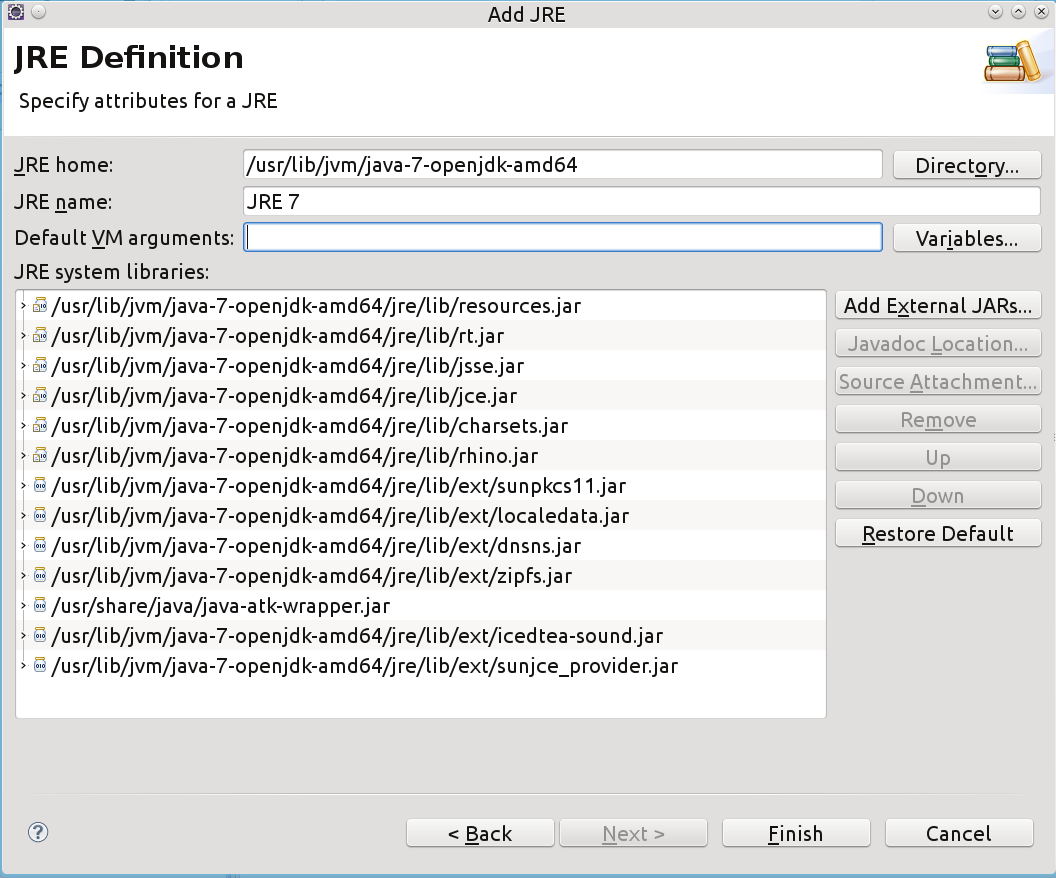 Add JRE
JRE Definition
Specify attributes for a JRE
JRE home: /usr/lib/jvm/java-7-openjdk-amd64 Directory...
JRE name: JRE 7
Default VM arguments: Variables...
JRE system libraries:
/usr/lib/jvm/java-7-openjdk-amd64/jre/lib/resources.jar
/usr/lib/jvm/java-7-openjdk-amd64/jre/lib/rt.jar
/usr/lib/jvm/java-7-openjdk-amd64/jre/lib/jsse.jar
/usr/lib/jvm/java-7-openjdk-amd64/jre/lib/jce.jar
/usr/lib/jvm/java-7-openjdk-amd64/jre/lib/charsets.jar
/usr/lib/jvm/java-7-openjdk-amd64/jre/lib/rhino.jar
/usr/lib/jvm/java-7-openjdk-amd64/jre/lib/ext/sunpkcs11.jar
/usr/lib/jvm/java-7-openjdk-amd64/jre/lib/ext/localedata.jar
/usr/lib/jvm/java-7-openjdk-amd64/jre/lib/ext/dnsns.jar
/usr/lib/jvm/java-7-openjdk-amd64/jre/lib/ext/zipfs.jar
/usr/share/java/java-atk-wrapper.jar
/usr/lib/jvm/java-7-openjdk-amd64/jre/lib/ext/icedtea-sound.jar
/usr/lib/jvm/java-7-openjdk-amd64/jre/lib/ext/sunjce_provider.jar
Add External JARs...
Javadoc Location...
Source Attachment...
Remove
Up
Down
Restore Default
? < Back Next > Finish Cancel